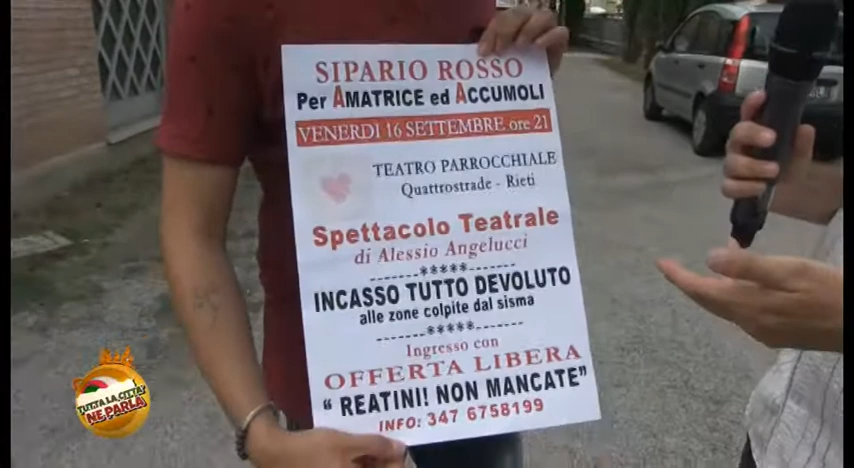 SIPARIO ROSSO
Per AMATRICE ed ACCUMOLI
VENERDI 16 SETTEMBRE ore 21
TEATRO PARROCCHIALE
QUATTROSTRADE - RIETI
Spettacolo Teatrale
di Alessio Angelucci
**********************
INCASSO TUTTO DEVOLUTO
alle zone colpite dal sisma
**********************
Ingresso con
OFFERTA LIBERA
"REATINI! NON MANCATE!"
INFO: 347 6758119
TUTTA LA CITTÀ
NE PARLA